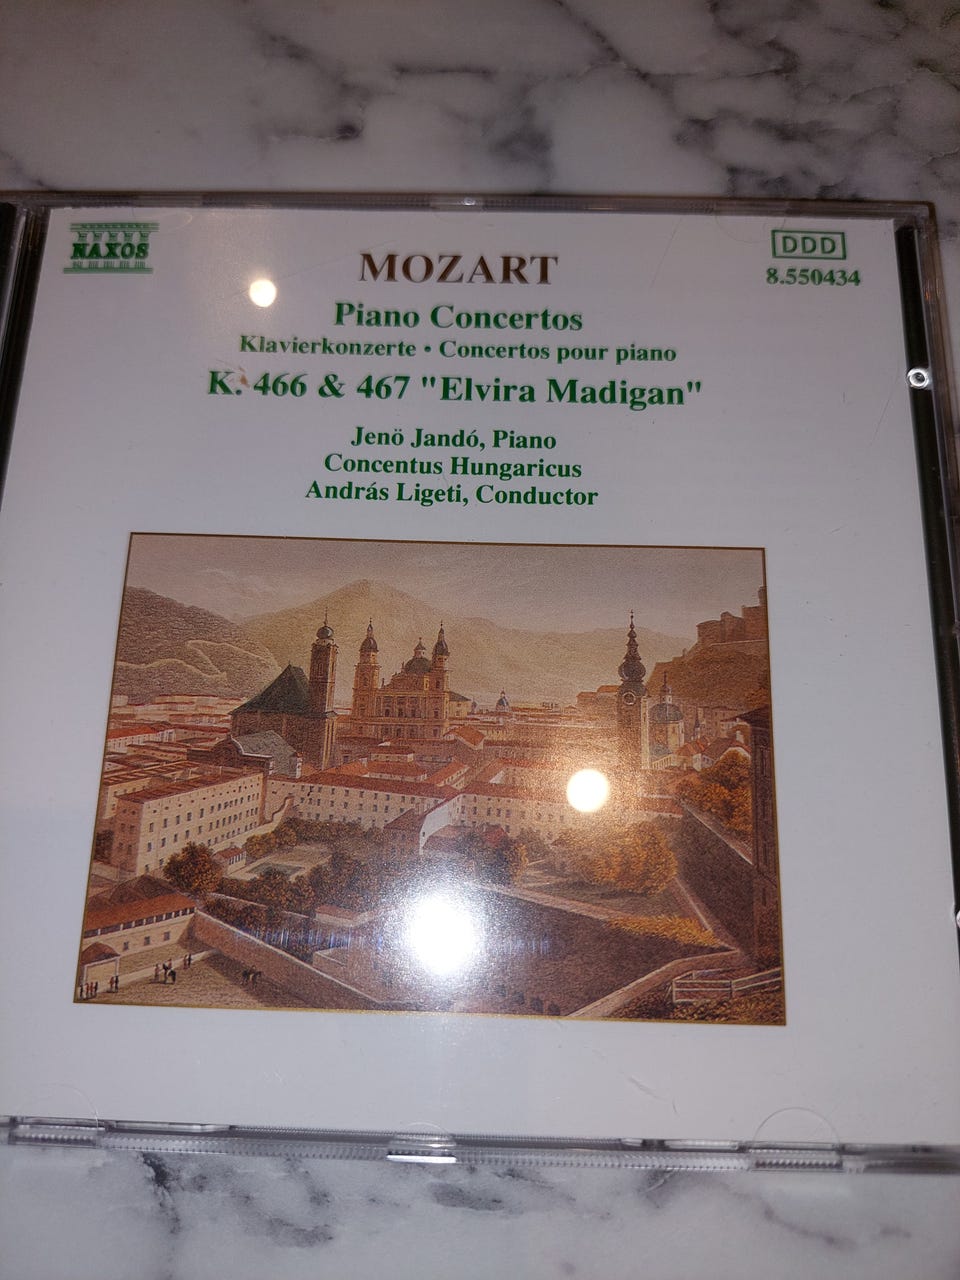 NAXOS
DDD
8.550434
MOZART
Piano Concertos
Klavierkonzerte • Concertos pour piano
K. 466 & 467 "Elvira Madigan"
Jenö Jandó, Piano
Concentus Hungaricus
András Ligeti, Conductor